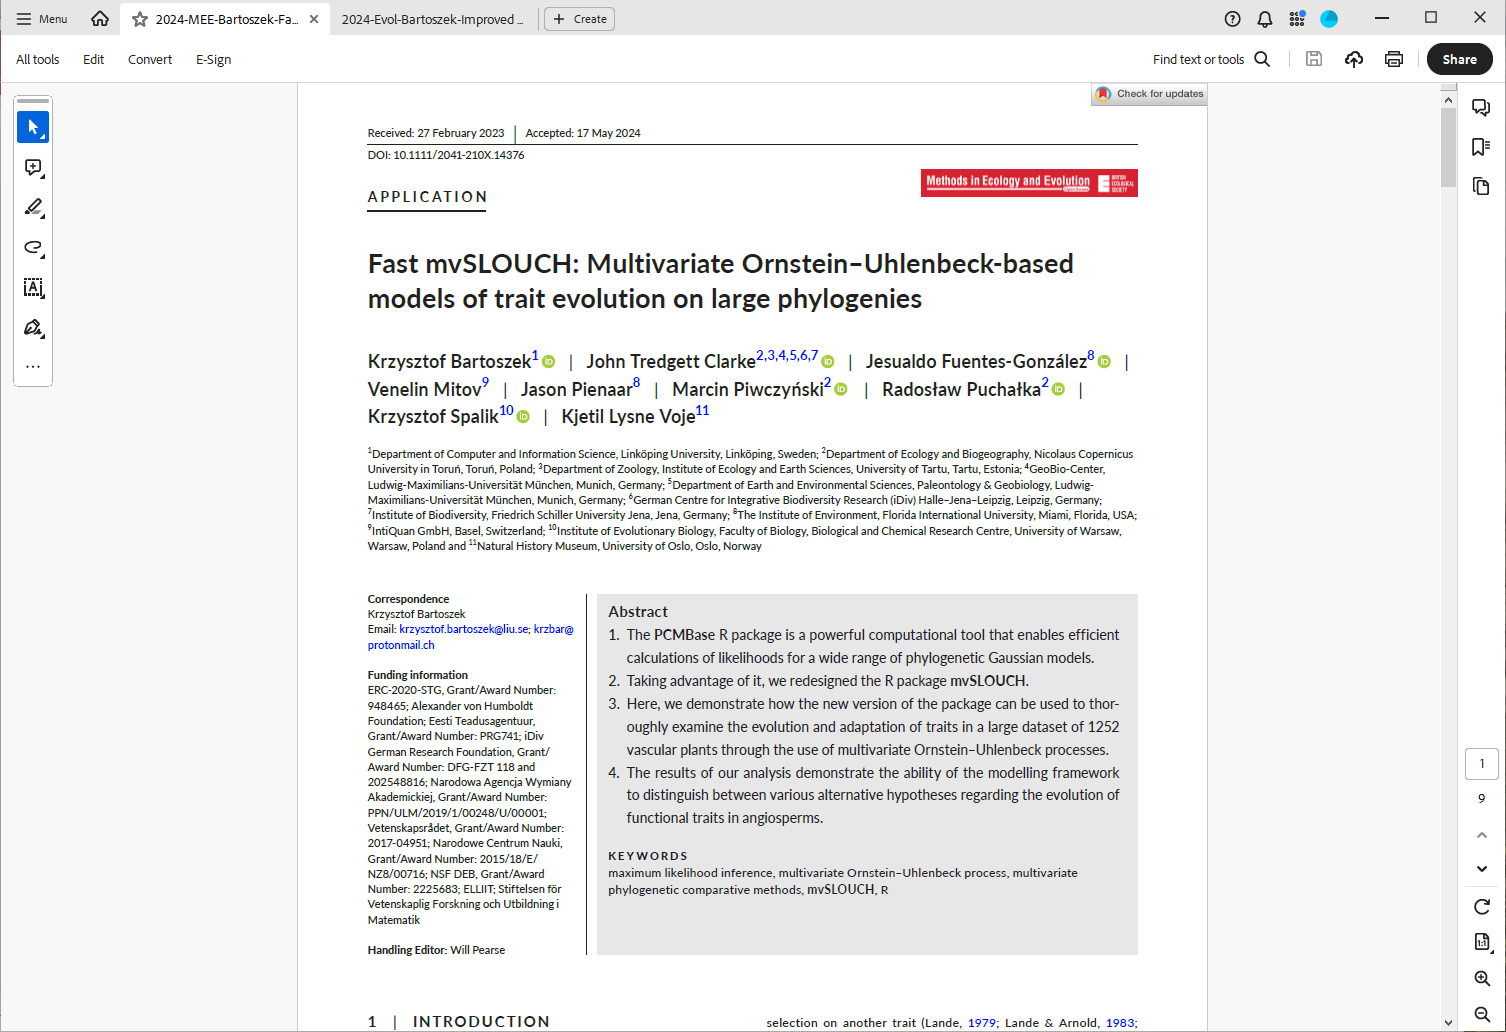 Menu
2024-MEE-Bartoszek-Fa...
2024-Evol-Bartoszek-Improved ...
Create
All tools
Edit
Convert
E-Sign
Find text or tools
Share
Check for updates
Received: 27 February 2023 | Accepted: 17 May 2024
DOI: 10.1111/2041-210X.14376
APPLICATION
Methods in Ecology and Evolution
BRITISH
ECOLOGICAL
SOCIETY
Fast mvSLOUCH: Multivariate Ornstein–Uhlenbeck-based
models of trait evolution on large phylogenies
Krzysztof Bartoszek1 | John Tredgett Clarke2,3,4,5,6,7 | Jesualdo Fuentes-González8 |
Venelin Mitov9 | Jason Pienaar8 | Marcin Piwczyński2 | Radosław Puchałka2 |
Krzysztof Spalik10 | Kjetil Lysne Voje11
1Department of Computer and Information Science, Linköping University, Linköping, Sweden; 2Department of Ecology and Biogeography, Nicolaus Copernicus
University in Toruń, Toruń, Poland; 3Department of Zoology, Institute of Ecology and Earth Sciences, University of Tartu, Tartu, Estonia; 4GeoBio-Center,
Ludwig-Maximilians-Universität München, Munich, Germany; 5Department of Earth and Environmental Sciences, Paleontology & Geobiology, Ludwig-
Maximilians-Universität München, Munich, Germany; 6German Centre for Integrative Biodiversity Research (iDiv) Halle–Jena–Leipzig, Leipzig, Germany;
7Institute of Biodiversity, Friedrich Schiller University Jena, Jena, Germany; 8The Institute of Environment, Florida International University, Miami, Florida, USA;
9IntiQuan GmbH, Basel, Switzerland; 10Institute of Evolutionary Biology, Faculty of Biology, Biological and Chemical Research Centre, University of Warsaw,
Warsaw, Poland and 11Natural History Museum, University of Oslo, Oslo, Norway
Correspondence
Krzysztof Bartoszek
Email: krzysztof.bartoszek@liu.se; krzbar@
protonmail.ch
Funding information
ERC-2020-STG, Grant/Award Number:
948465; Alexander von Humboldt
Foundation; Eesti Teadusagentuur,
Grant/Award Number: PRG741; iDiv
German Research Foundation, Grant/
Award Number: DFG-FZT 118 and
202548816; Narodowa Agencja Wymiany
Akademickiej, Grant/Award Number:
PPN/ULM/2019/1/00248/U/00001;
Vetenskapsrådet, Grant/Award Number:
2017-04951; Narodowe Centrum Nauki,
Grant/Award Number: 2015/18/E/
NZ8/00716; NSF DEB, Grant/Award
Number: 2225683; ELLIIT; Stiftelsen för
Vetenskaplig Forskning och Utbildning i
Matematik
Handling Editor: Will Pearse
Abstract
1. The PCMBase R package is a powerful computational tool that enables efficient
calculations of likelihoods for a wide range of phylogenetic Gaussian models.
2. Taking advantage of it, we redesigned the R package mvSLOUCH.
3. Here, we demonstrate how the new version of the package can be used to thor-
oughly examine the evolution and adaptation of traits in a large dataset of 1252
vascular plants through the use of multivariate Ornstein–Uhlenbeck processes.
4. The results of our analysis demonstrate the ability of the modelling framework
to distinguish between various alternative hypotheses regarding the evolution of
functional traits in angiosperms.
KEYWORDS
maximum likelihood inference, multivariate Ornstein–Uhlenbeck process, multivariate
phylogenetic comparative methods, mvSLOUCH, R
1 | INTRODUCTION
selection on another trait (Lande, 1979; Lande & Arnold, 1983;
1
9